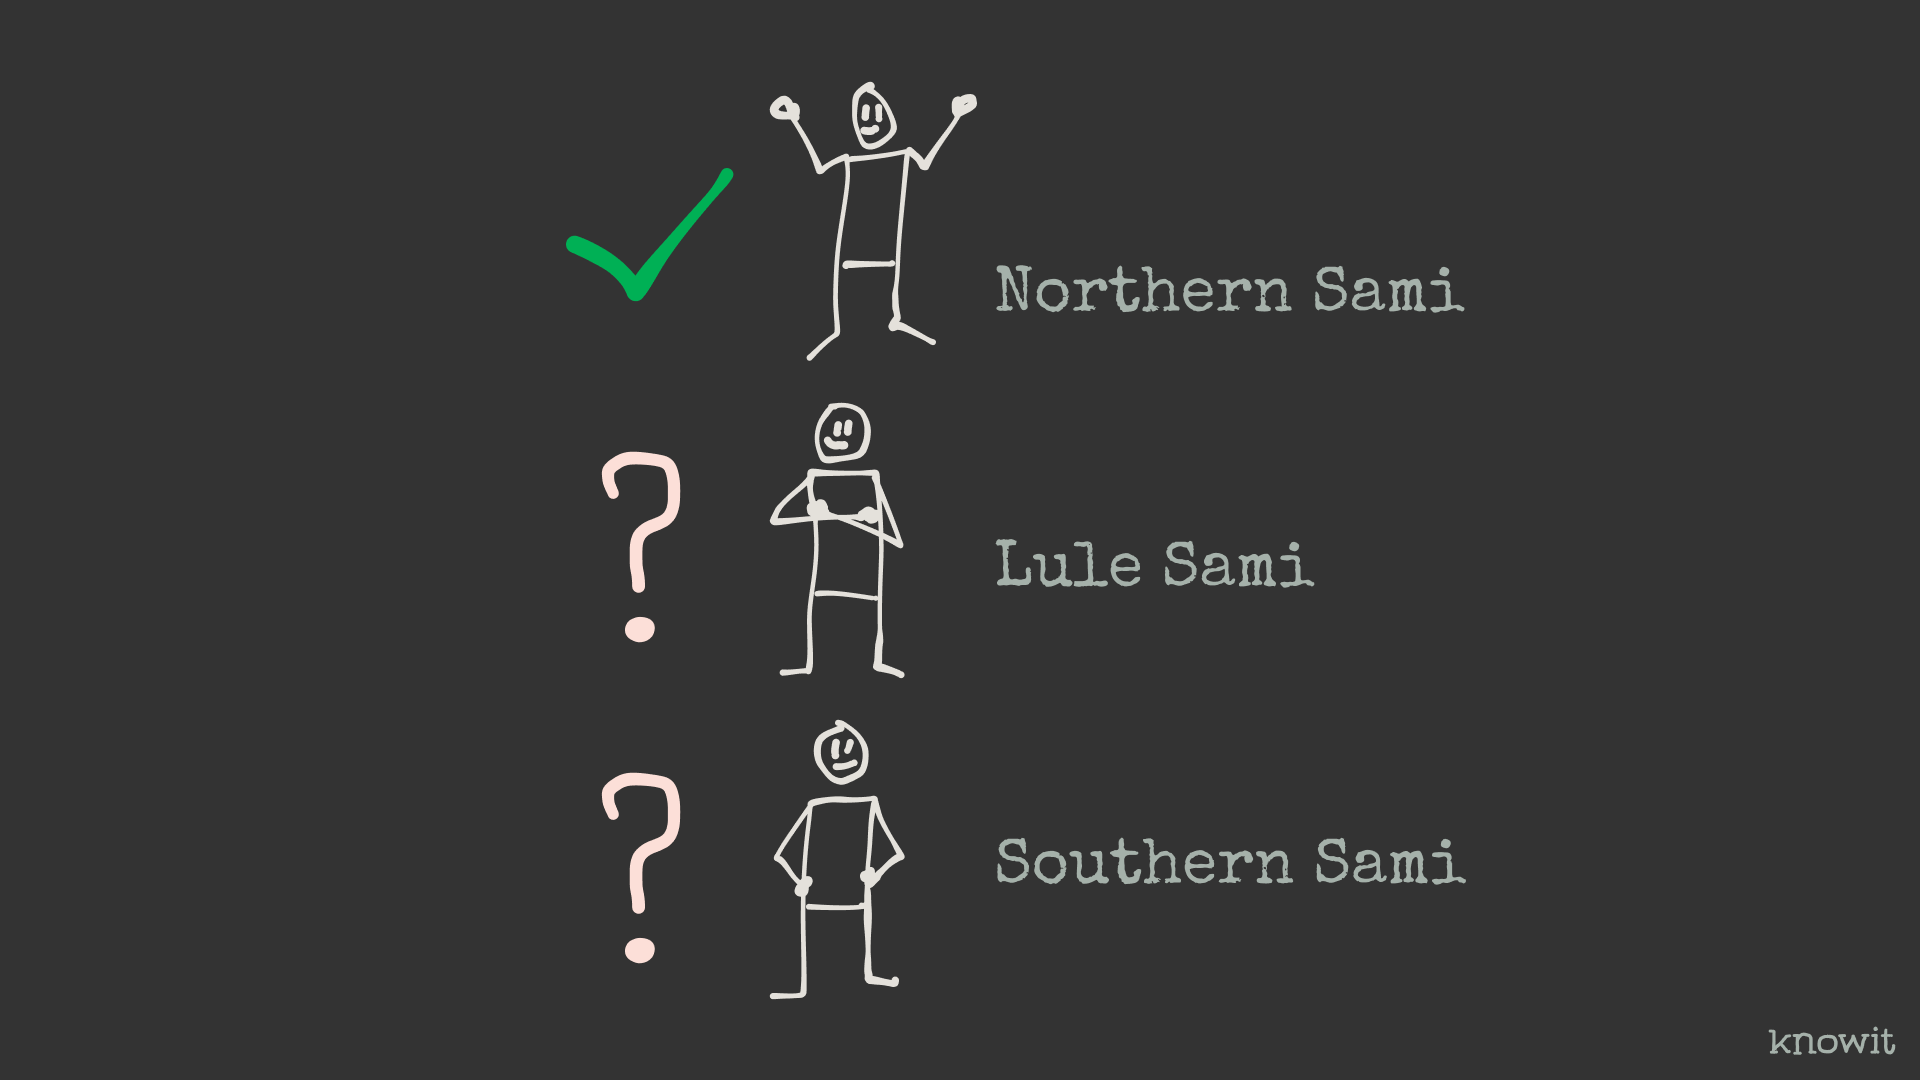 Northern Sami
?
Lule Sami
?
Southern Sami
knowit